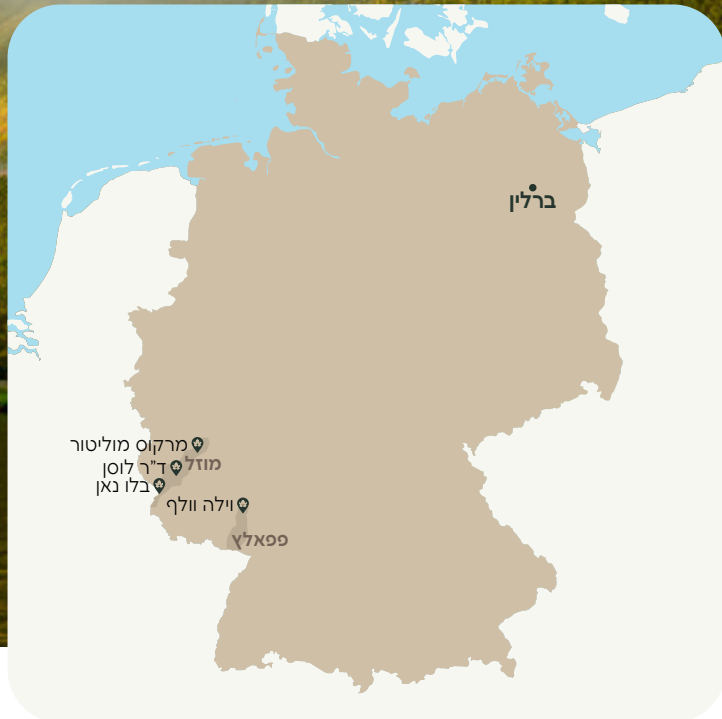 ברלין
מרקוס מוליטור
מוזל
ד"ר לוסן
בלו נאן
וילה וולף
פפאלץ